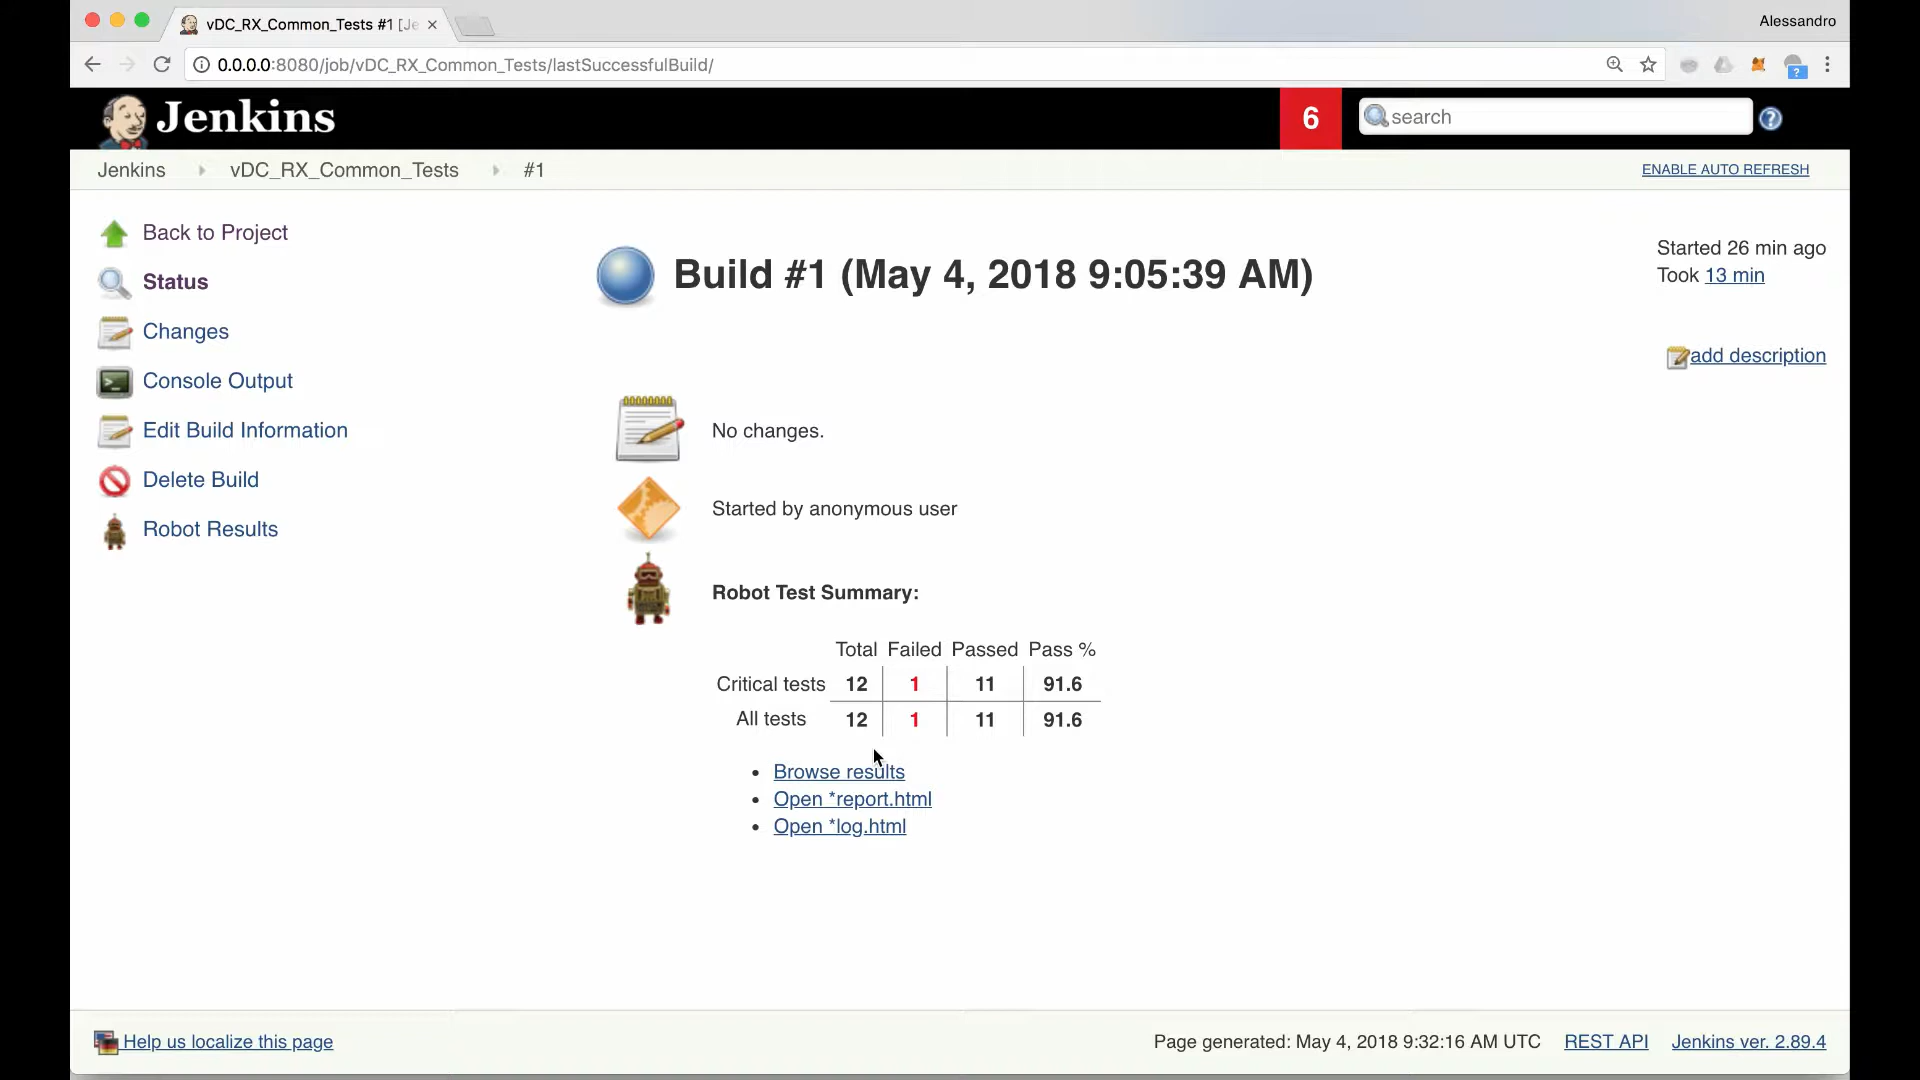 vDC_RX_Common_Tests #1 [Je
Alessandro
0.0.0.0:8080/job/vDC_RX_Common_Tests/lastSuccessfulBuild/
Jenkins
6
search
Jenkins
vDC_RX_Common_Tests
#1
ENABLE AUTO REFRESH
Back to Project
Status
Changes
Console Output
Edit Build Information
Delete Build
Robot Results
Build #1 (May 4, 2018 9:05:39 AM)
Started 26 min ago
Took 13 min
add description
No changes.
Started by anonymous user
Robot Test Summary:
Total Failed Passed Pass %
Critical tests 12 1 11 91.6
All tests 12 1 11 91.6
• Browse results
• Open *report.html
• Open *log.html
Help us localize this page
Page generated: May 4, 2018 9:32:16 AM UTC
REST API
Jenkins ver. 2.89.4